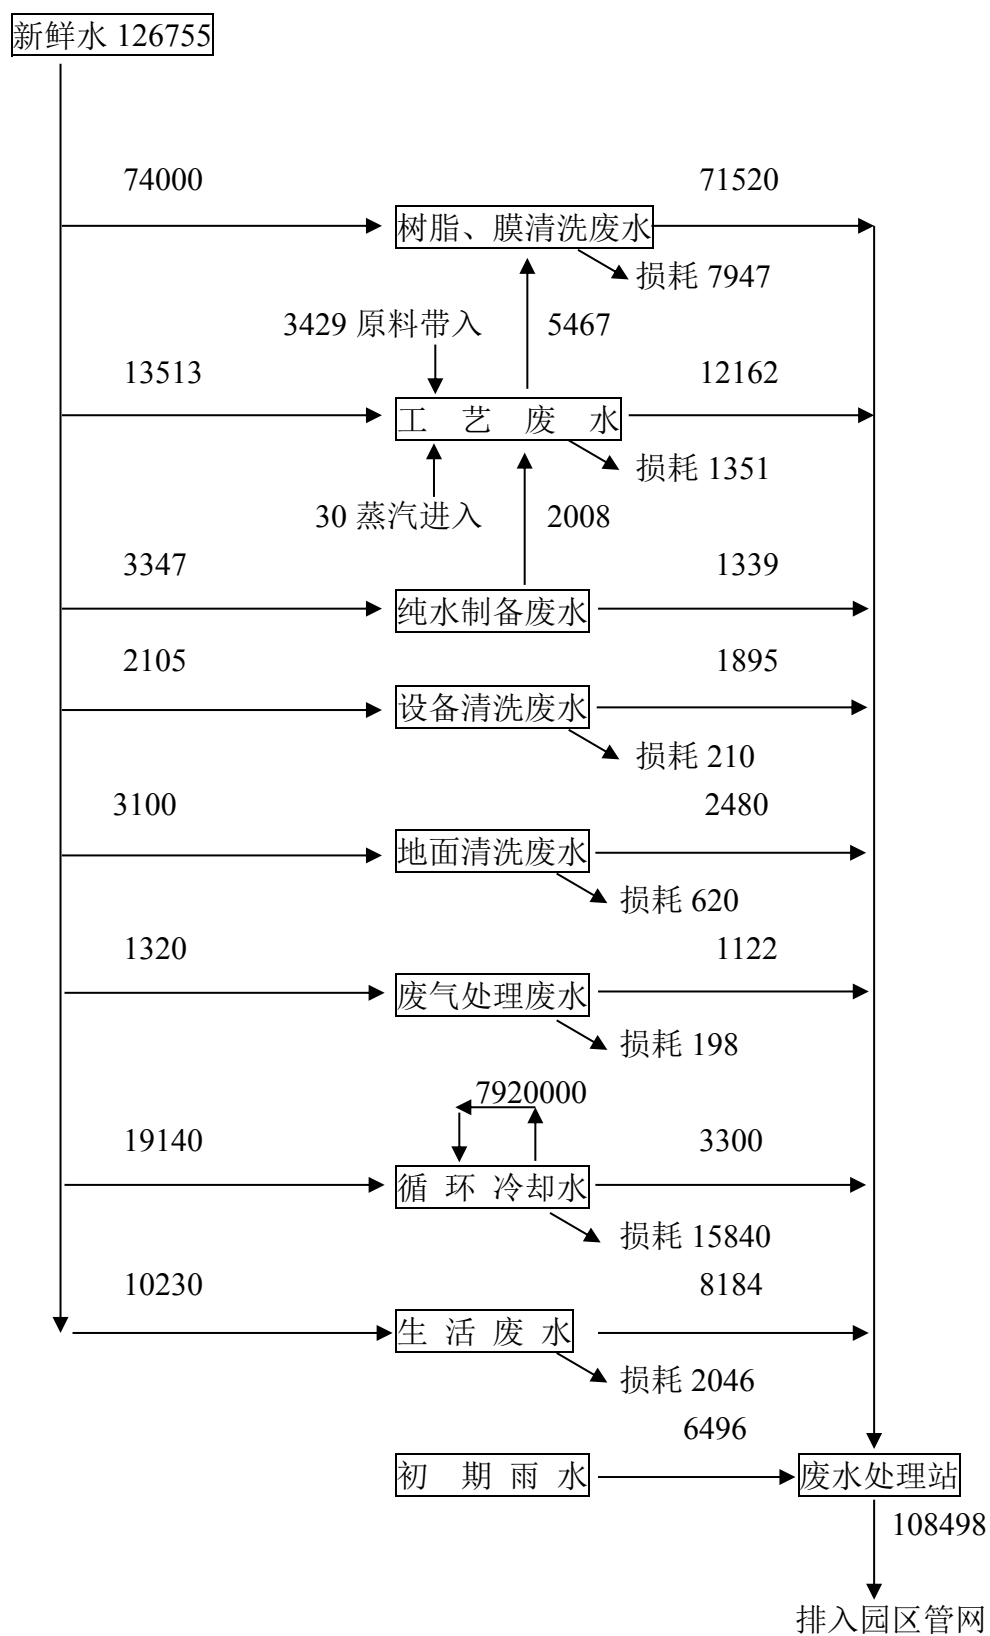 新鲜水 126755
74000
71520
树脂、膜清洗废水
损耗 7947
3429 原料带入
5467
13513
12162
工 艺 废 水
损耗 1351
30 蒸汽进入
2008
3347
1339
纯水制备废水
2105
1895
设备清洗废水
损耗 210
3100
2480
地面清洗废水
损耗 620
1320
1122
废气处理废水
损耗 198
7920000
19140
3300
循 环 冷却水
损耗 15840
10230
8184
生 活 废 水
损耗 2046
6496
初 期 雨 水
废水处理站
108498
排入园区管网